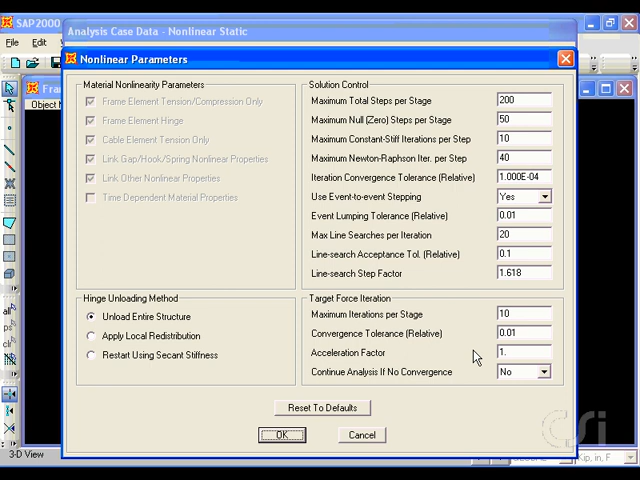 SAP2000
Analysis Case Data - Nonlinear Static
File
Edit
Nonlinear Parameters
Material Nonlinearity Parameters
Frame Element Tension/Compression Only
Frame Element Hinge
Cable Element Tension Only
Link Gap/Hook/Spring Nonlinear Properties
Link Other Nonlinear Properties
Time Dependent Material Properties
Solution Control
Maximum Total Steps per Stage 200
Maximum Null (Zero) Steps per Stage 50
Maximum Constant-Stiff Iterations per Step 10
Maximum Newton-Raphson Iter. per Step 40
Iteration Convergence Tolerance (Relative) 1.000E-04
Use Event-to-event Stepping Yes
Event Lumping Tolerance (Relative) 0.01
Max Line Searches per Iteration 20
Line-search Acceptance Tol. (Relative) 0.1
Line-search Step Factor 1.618
Hinge Unloading Method
Unload Entire Structure
Apply Local Redistribution
Restart Using Secant Stiffness
Target Force Iteration
Maximum Iterations per Stage 10
Convergence Tolerance (Relative) 0.01
Acceleration Factor 1.
Continue Analysis If No Convergence No
Reset To Defaults
OK
Cancel
all
ps
clr
3-D View
GLOBAL
Kip, in, F
CSi